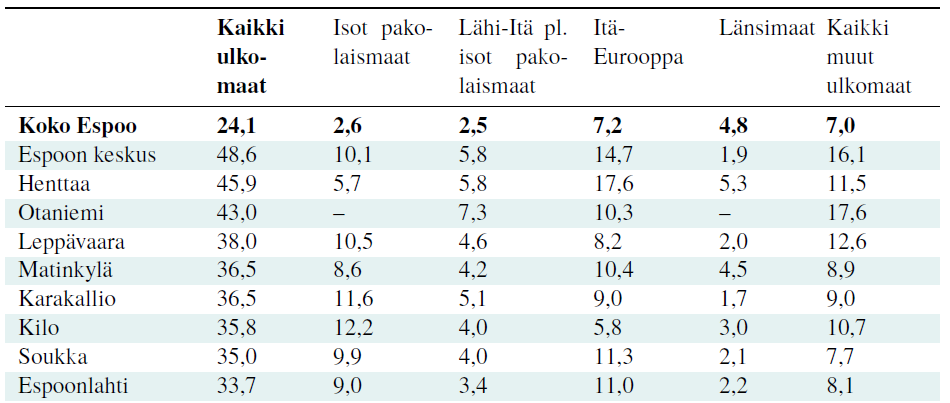 Kaikki Isot pako- Lähi-Itä pl. Itä- Länsimaat Kaikki
ulko- laismaat isot pako- Eurooppa muut
maat laismaat ulkomaat
Koko Espoo 24,1 2,6 2,5 7,2 4,8 7,0
Espoon keskus 48,6 10,1 5,8 14,7 1,9 16,1
Henttaa 45,9 5,7 5,8 17,6 5,3 11,5
Otaniemi 43,0 – 7,3 10,3 – 17,6
Leppävaara 38,0 10,5 4,6 8,2 2,0 12,6
Matinkylä 36,5 8,6 4,2 10,4 4,5 8,9
Karakallio 36,5 11,6 5,1 9,0 1,7 9,0
Kilo 35,8 12,2 4,0 5,8 3,0 10,7
Soukka 35,0 9,9 4,0 11,3 2,1 7,7
Espoonlahti 33,7 9,0 3,4 11,0 2,2 8,1